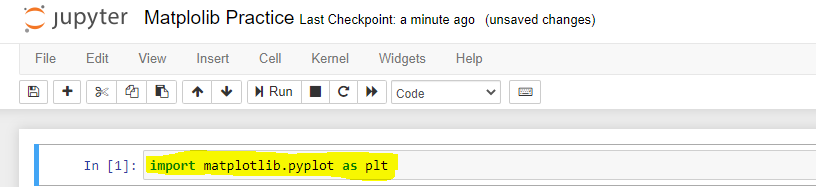 jupyter Matplolib Practice Last Checkpoint: a minute ago (unsaved changes)
File Edit View Insert Cell Kernel Widgets Help
Run Code
In [1]: import matplotlib.pyplot as plt